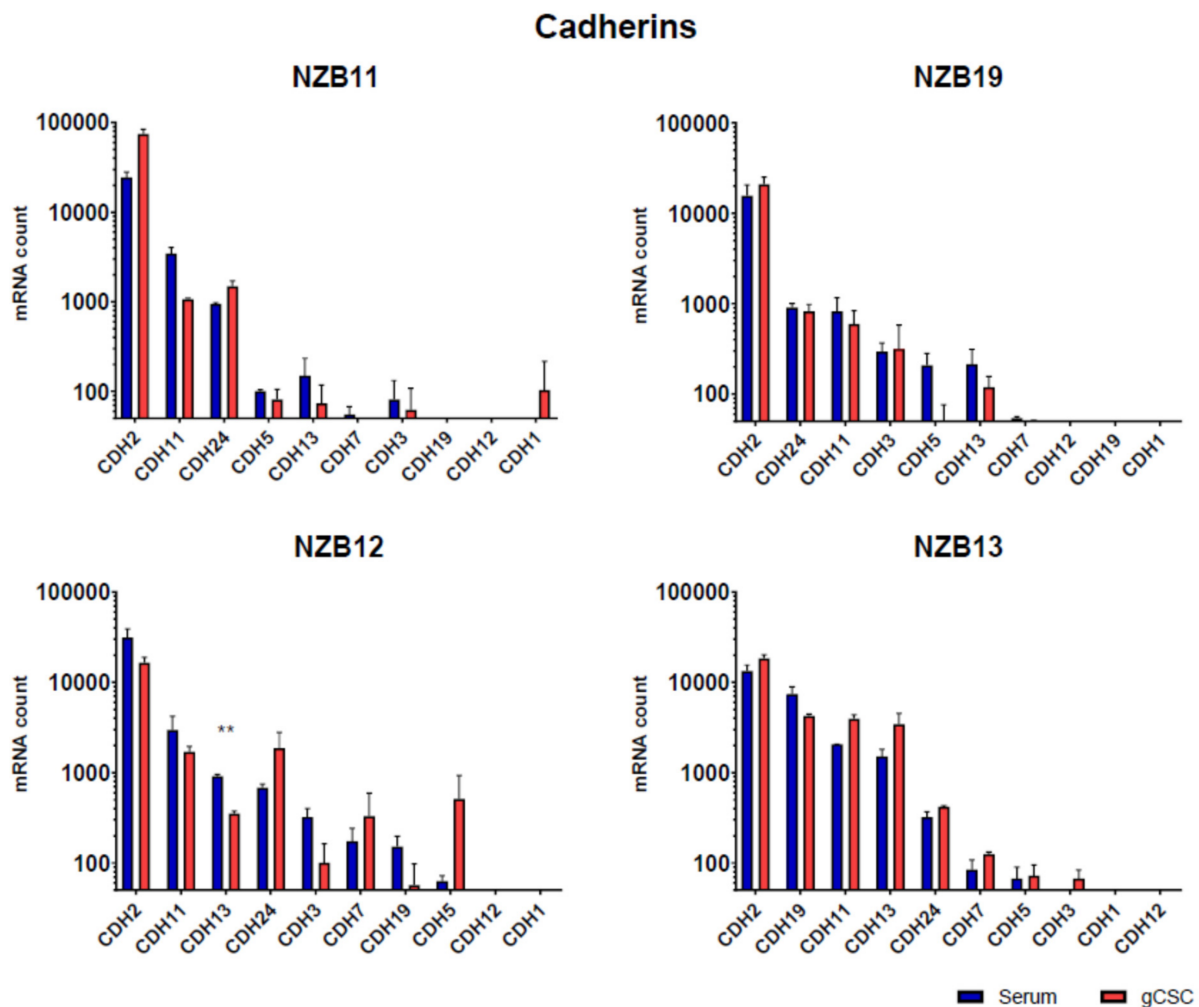 Cadherins
NZB11
mRNA count
100000
10000
1000
100
CDH2 CDH11 CDH24 CDH5 CDH13 CDH7 CDH3 CDH19 CDH12 CDH1
NZB19
mRNA count
100000
10000
1000
100
CDH2 CDH24 CDH11 CDH3 CDH5 CDH13 CDH7 CDH12 CDH19 CDH1
NZB12
mRNA count
100000
10000
1000
100
**
CDH2 CDH11 CDH13 CDH24 CDH3 CDH7 CDH19 CDH5 CDH12 CDH1
NZB13
mRNA count
100000
10000
1000
100
CDH2 CDH19 CDH11 CDH13 CDH24 CDH7 CDH5 CDH3 CDH1 CDH12
Serum gCSC